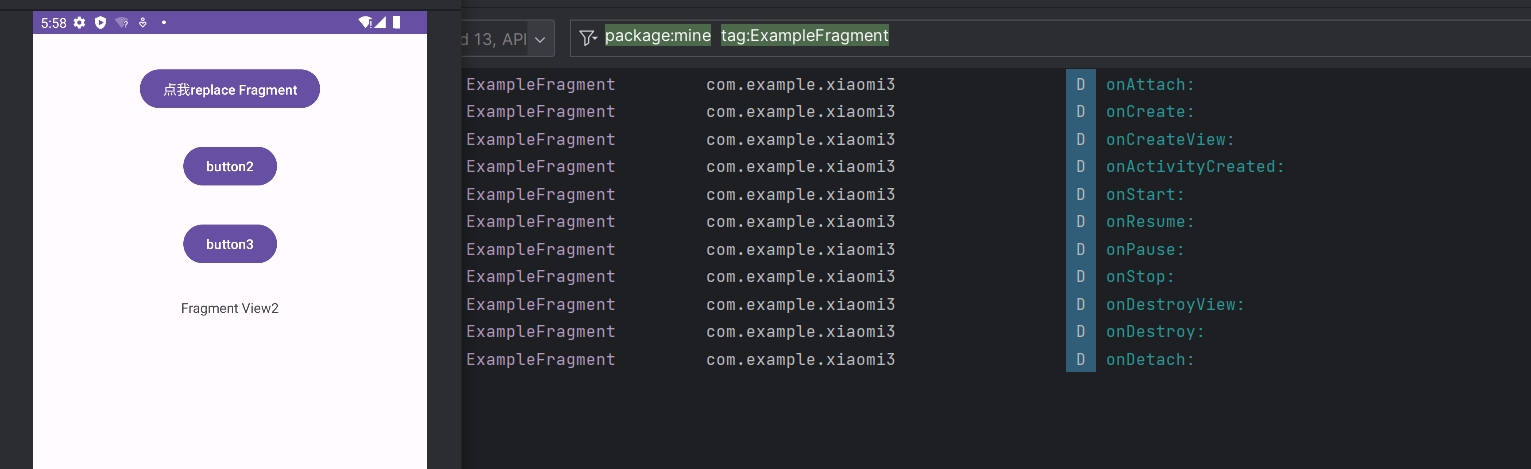 5:58
点我replace Fragment
button2
button3
Fragment View2
d 13, API
package:mine tag:ExampleFragment
ExampleFragment com.example.xiaomi3 D onAttach:
ExampleFragment com.example.xiaomi3 D onCreate:
ExampleFragment com.example.xiaomi3 D onCreateView:
ExampleFragment com.example.xiaomi3 D onActivityCreated:
ExampleFragment com.example.xiaomi3 D onStart:
ExampleFragment com.example.xiaomi3 D onResume:
ExampleFragment com.example.xiaomi3 D onPause:
ExampleFragment com.example.xiaomi3 D onStop:
ExampleFragment com.example.xiaomi3 D onDestroyView:
ExampleFragment com.example.xiaomi3 D onDestroy:
ExampleFragment com.example.xiaomi3 D onDetach: